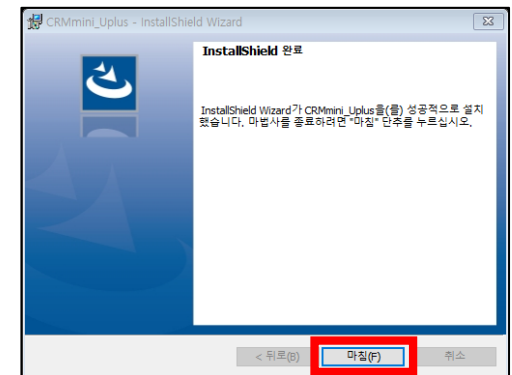 CRMmini_Uplus - InstallShield Wizard
InstallShield 완료
InstallShield Wizard가 CRMmini_Uplus을(를) 성공적으로 설치
했습니다. 마법사를 종료하려면 "마침" 단추를 누르십시오.
< 뒤로(B) 마침(F) 취소